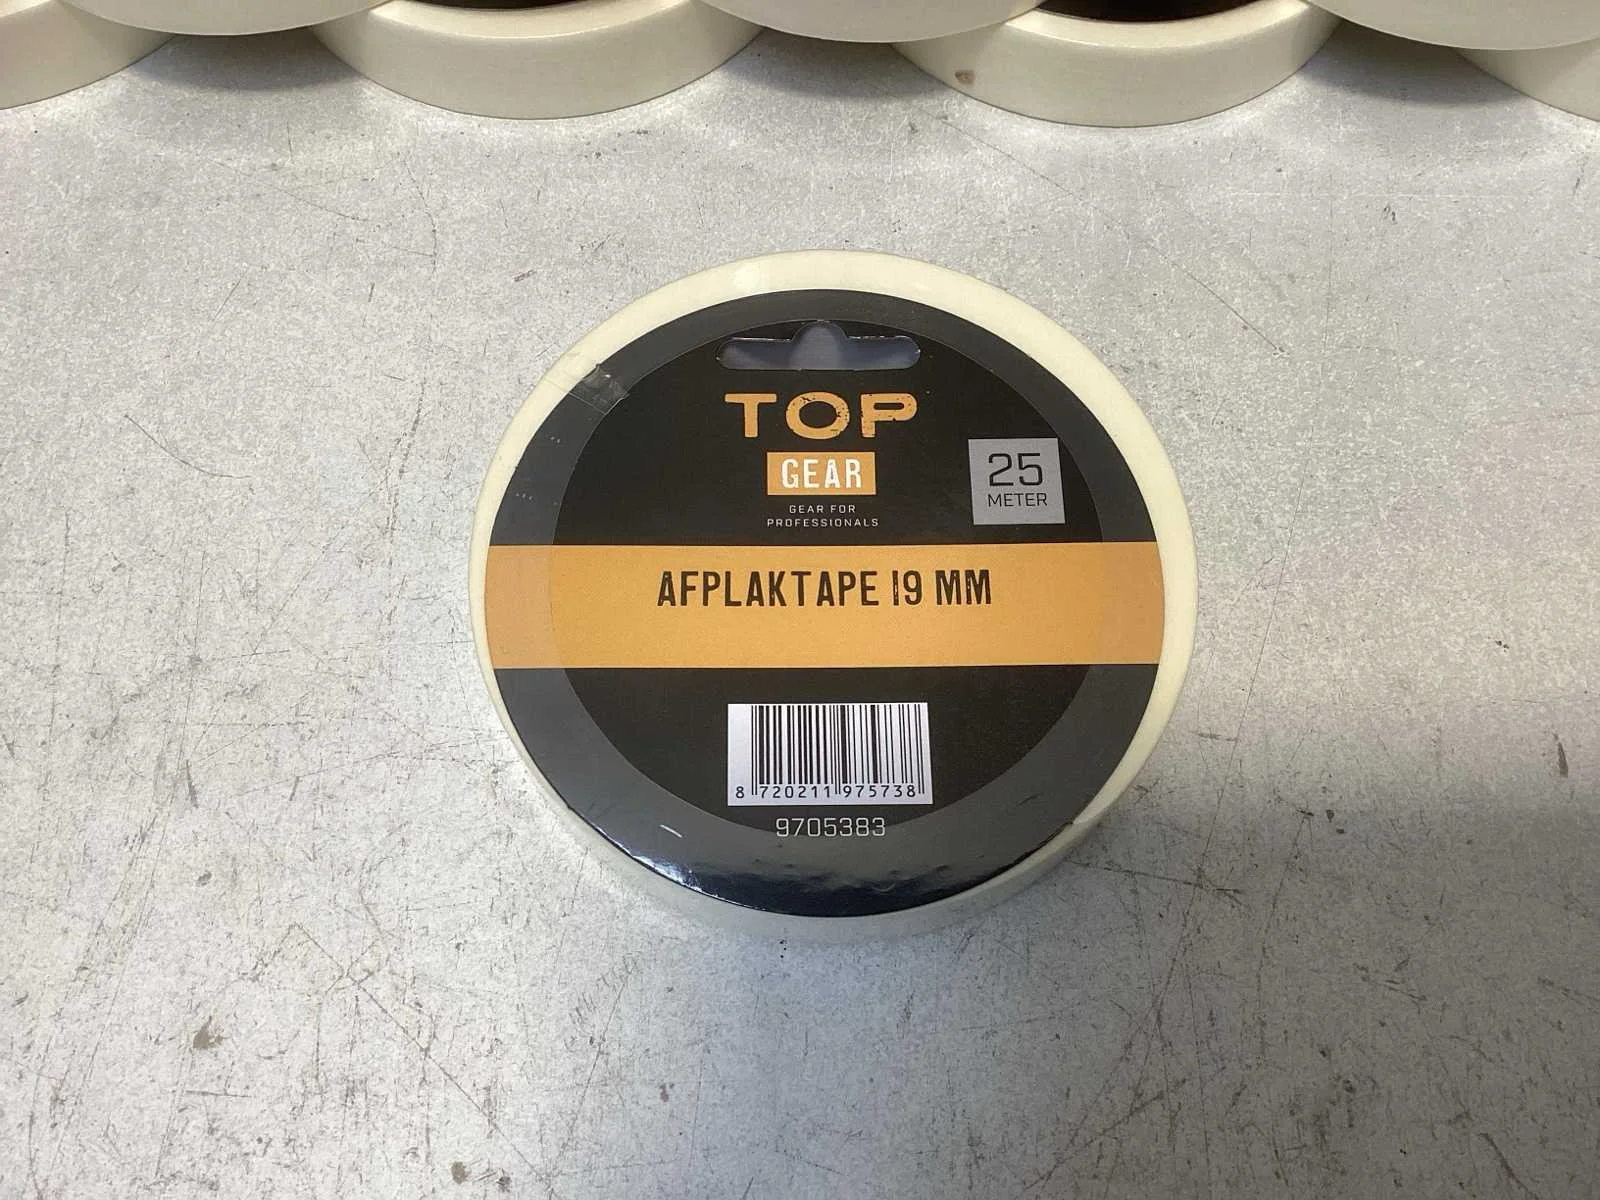 TOP
GEAR
GEAR FOR
PROFESSIONALS
25
METER
AFPLAKTAPE 19 MM
8 720211 975738
9705383